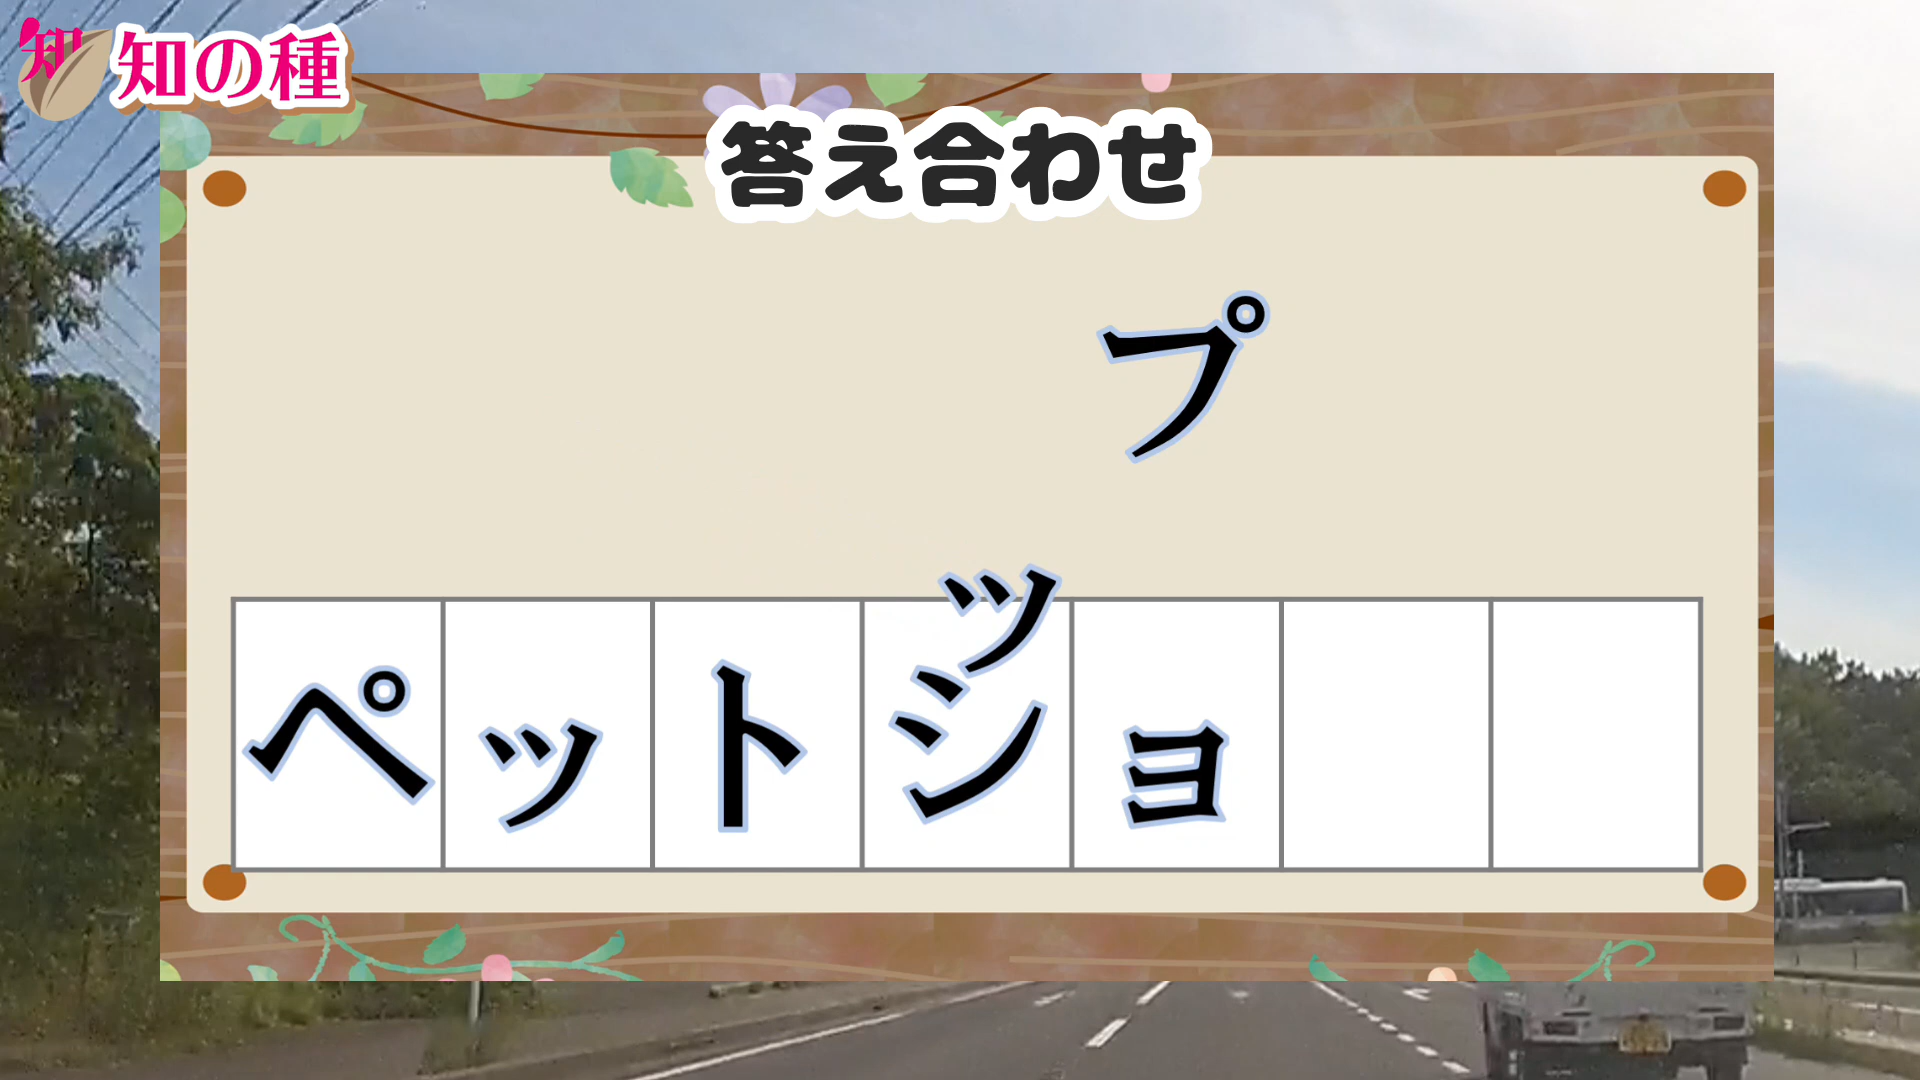 知の種
答え合わせ
プ
ッ
ペットショ